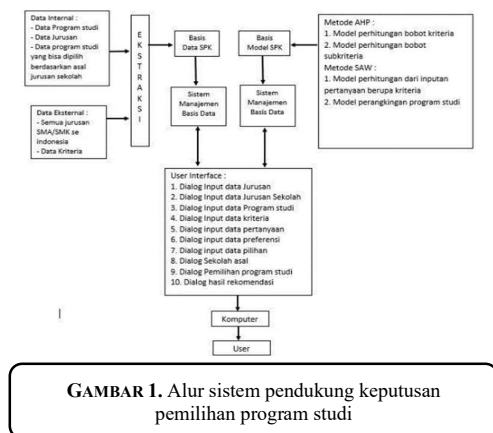 Data Internal :
- Data Program studi
- Data Jurusan
- Data program studi
yang bisa dipilih
berdasarkan asal
jurusan sekolah
Data Eksternal :
- Semua jurusan
SMA/SMK se
indonesia
- Data Kriteria
E
K
S
T
R
A
K
S
I
Basis
Data SPK
Sistem
Manajemen
Basis Data
Basis
Model SPK
Sistem
Manajemen
Basis Data
Metode AHP :
1. Model perhitungan bobot kriteria
2. Model perhitungan bobot
subkriteria
Metode SAW :
1. Model perhitungan dari inputan
pertanyaan berupa kriteria
2. Model perangkingan program studi
User Interface :
1. Dialog Input data Jurusan
2. Dialog Input data Jurusan Sekolah
3. Dialog Input data Program studi
4. Dialog Input data kriteria
5. Dialog input data pertanyaan
6. Dialog input data preferensi
7. Dialog input data pilihan
8. Dialog Sekolah asal
9. Dialog Pemilihan program studi
10. Dialog hasil rekomendasi
Komputer
User
GAMBAR 1. Alur sistem pendukung keputusan
pemilihan program studi